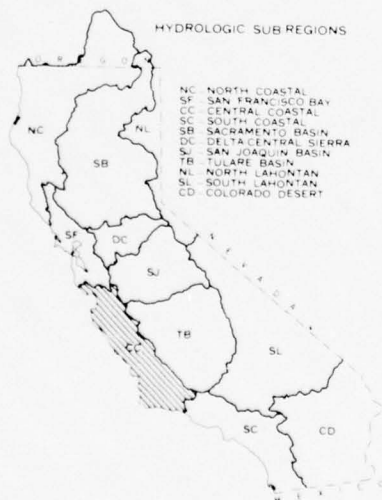 HYDROLOGIC SUB REGIONS
O R E G O N
NC - NORTH COASTAL
SF - SAN FRANCISCO BAY
CC - CENTRAL COASTAL
SC - SOUTH COASTAL
SB - SACRAMENTO BASIN
DC - DELTA-CENTRAL SIERRA
SJ - SAN JOAQUIN BASIN
TB - TULARE BASIN
NL - NORTH LAHONTAN
SL - SOUTH LAHONTAN
CD - COLORADO DESERT
NC
NL
SB
SF
DC
N E V A D A
SJ
CC
TB
SL
SC
CD